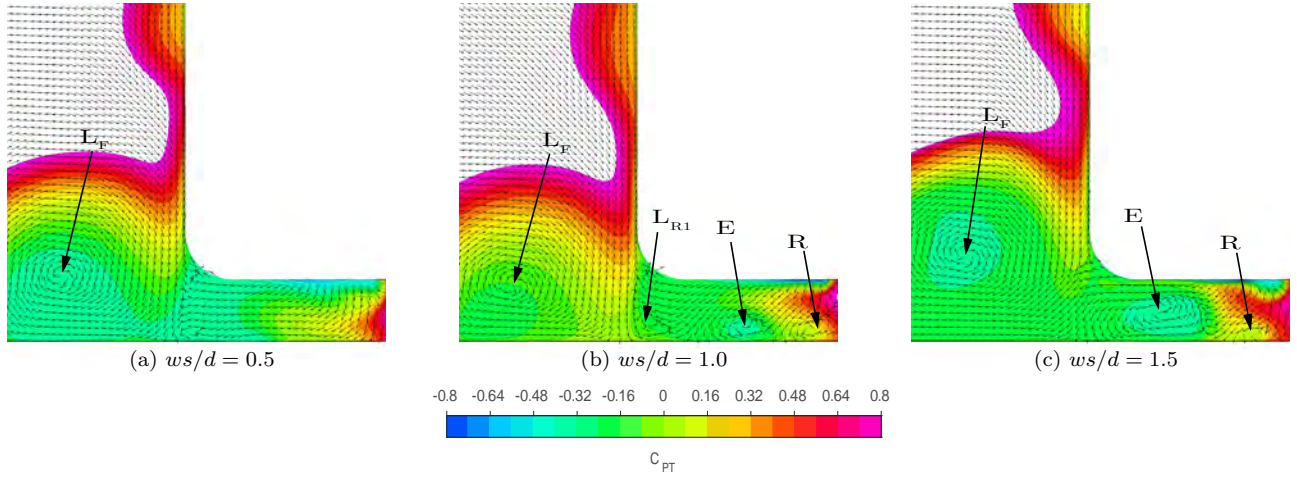 L_F
(a) ws/d = 0.5
L_F
L_R1
E
R
(b) ws/d = 1.0
L_F
E
R
(c) ws/d = 1.5
-0.8 -0.64 -0.48 -0.32 -0.16 0 0.16 0.32 0.48 0.64 0.8
C_PT